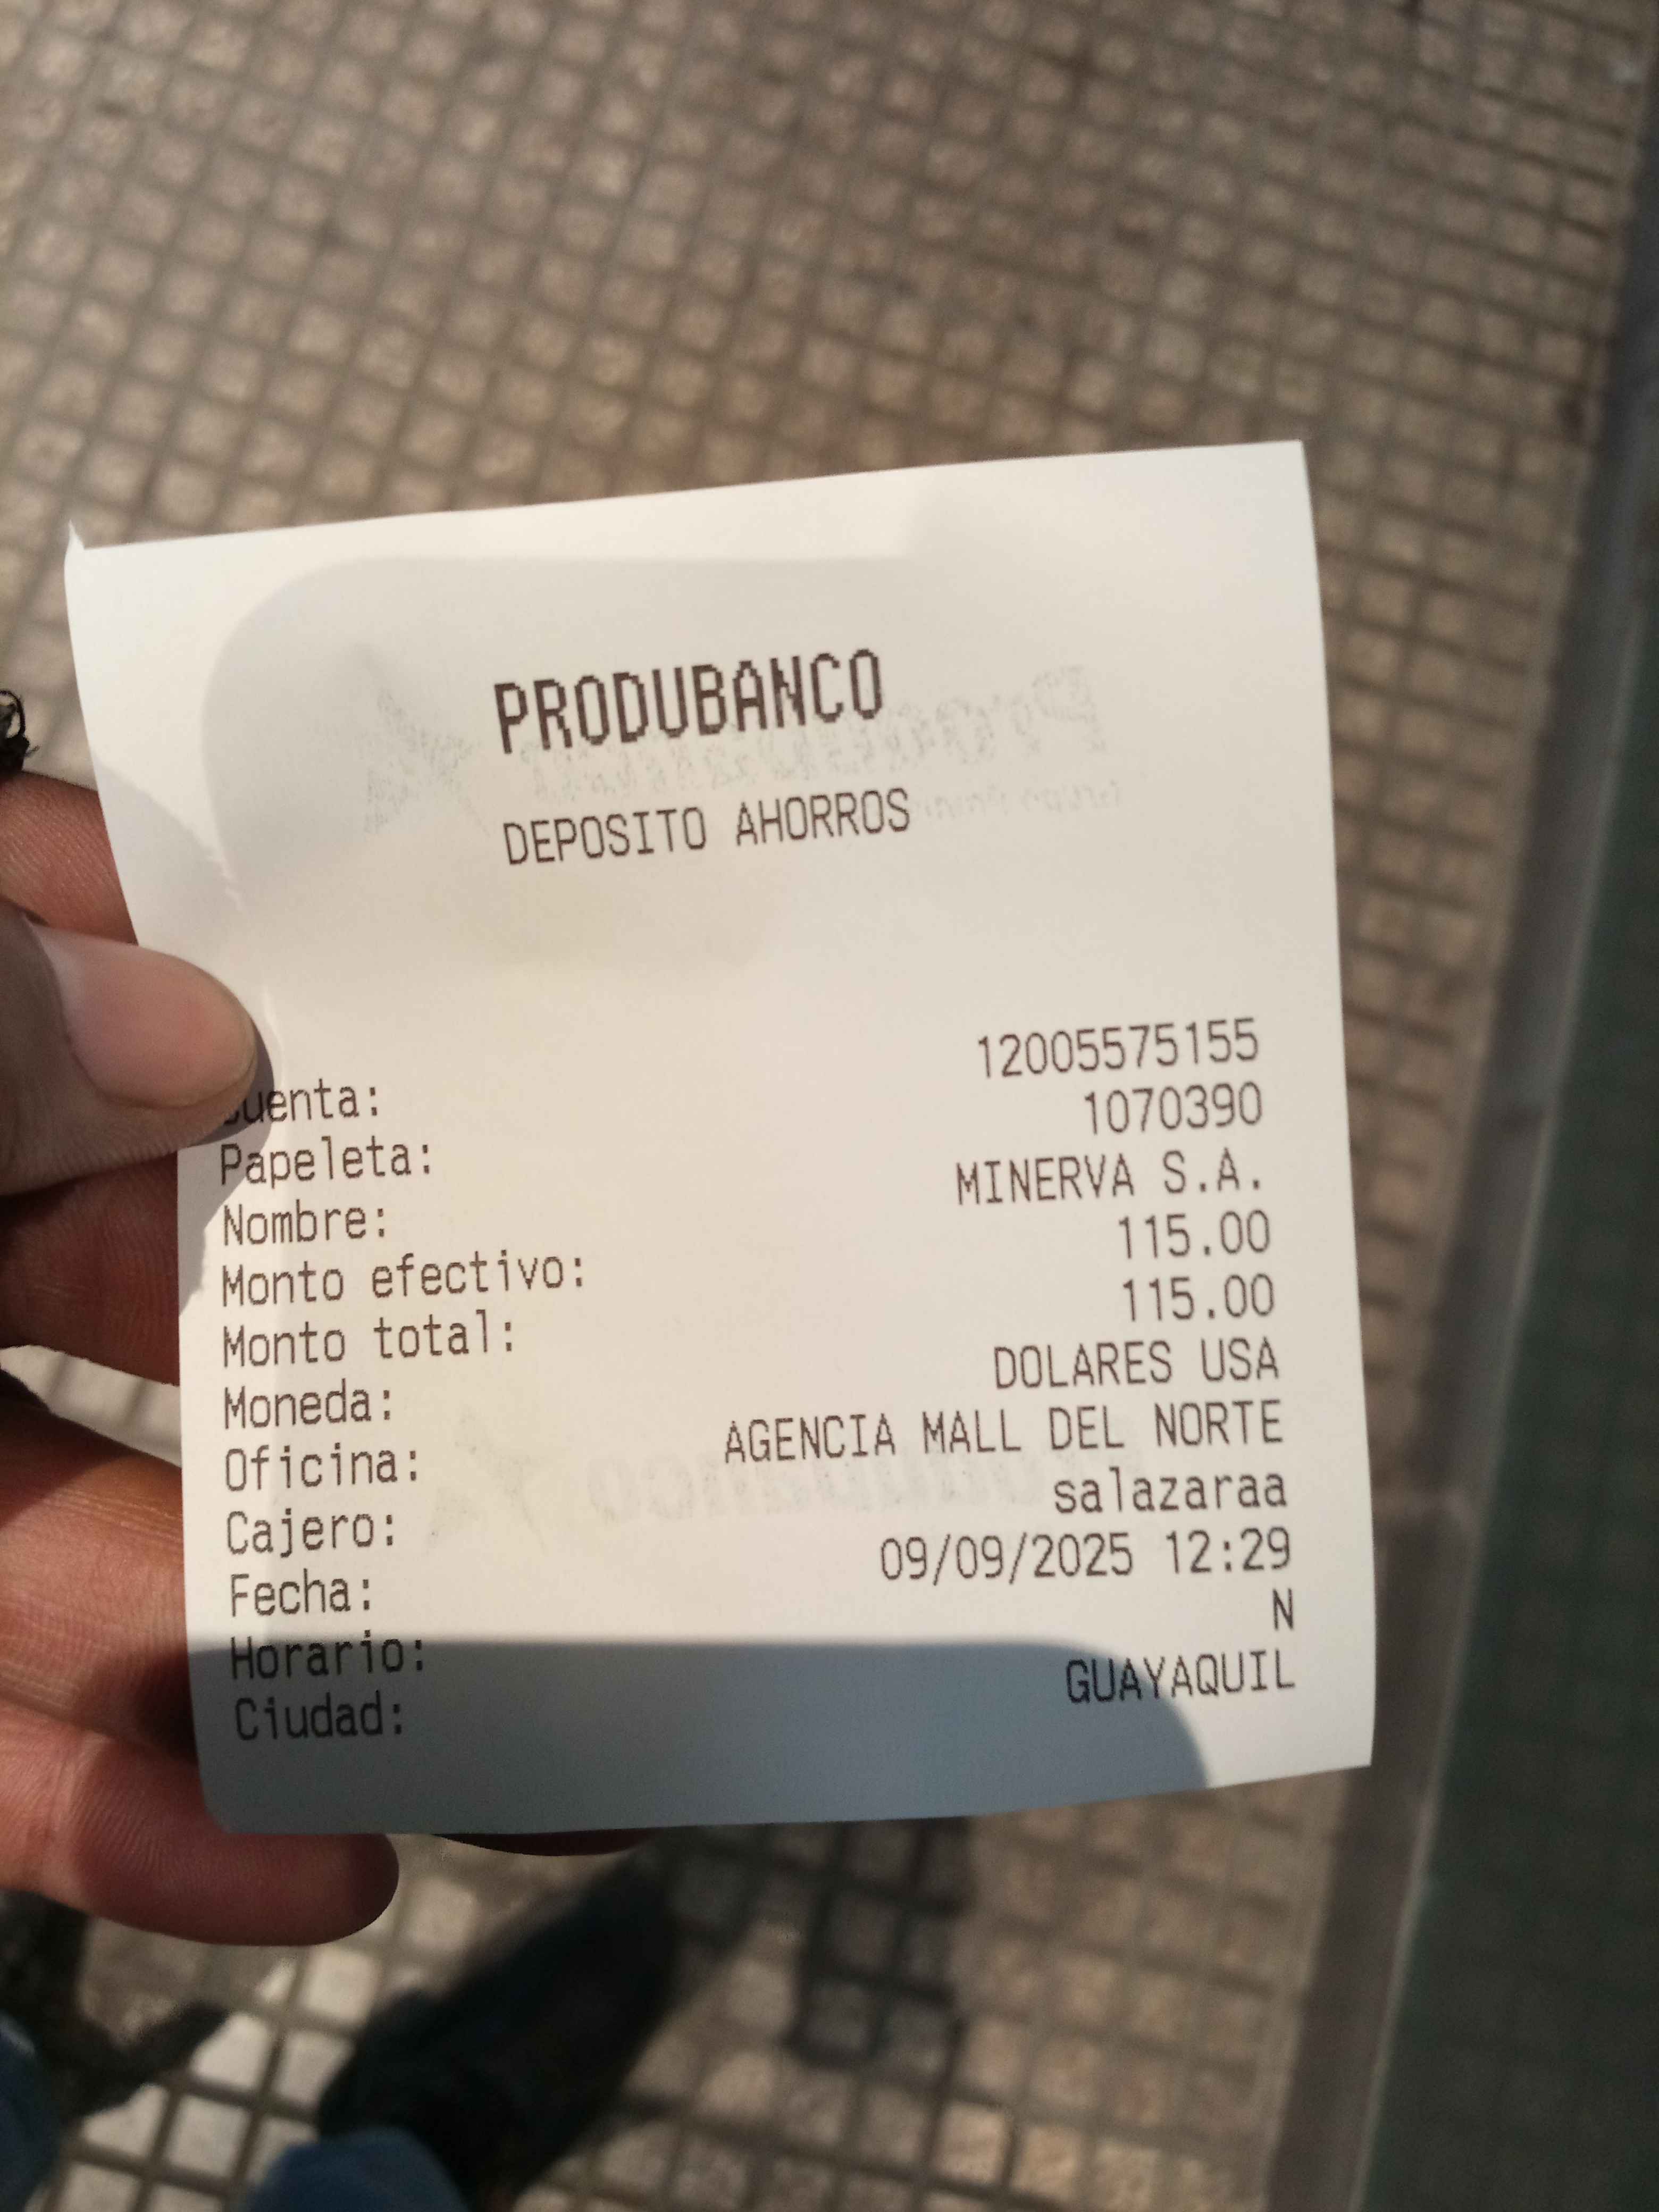 PRODUBANCO
DEPOSITO AHORROS
Cuenta: 12005575155
Papeleta: 1070390
Nombre: MINERVA S.A.
Monto efectivo: 115.00
Monto total: 115.00
Moneda: DOLARES USA
Oficina: AGENCIA MALL DEL NORTE
Cajero: salazaraa
Fecha: 09/09/2025 12:29
Horario: N
Ciudad: GUAYAQUIL